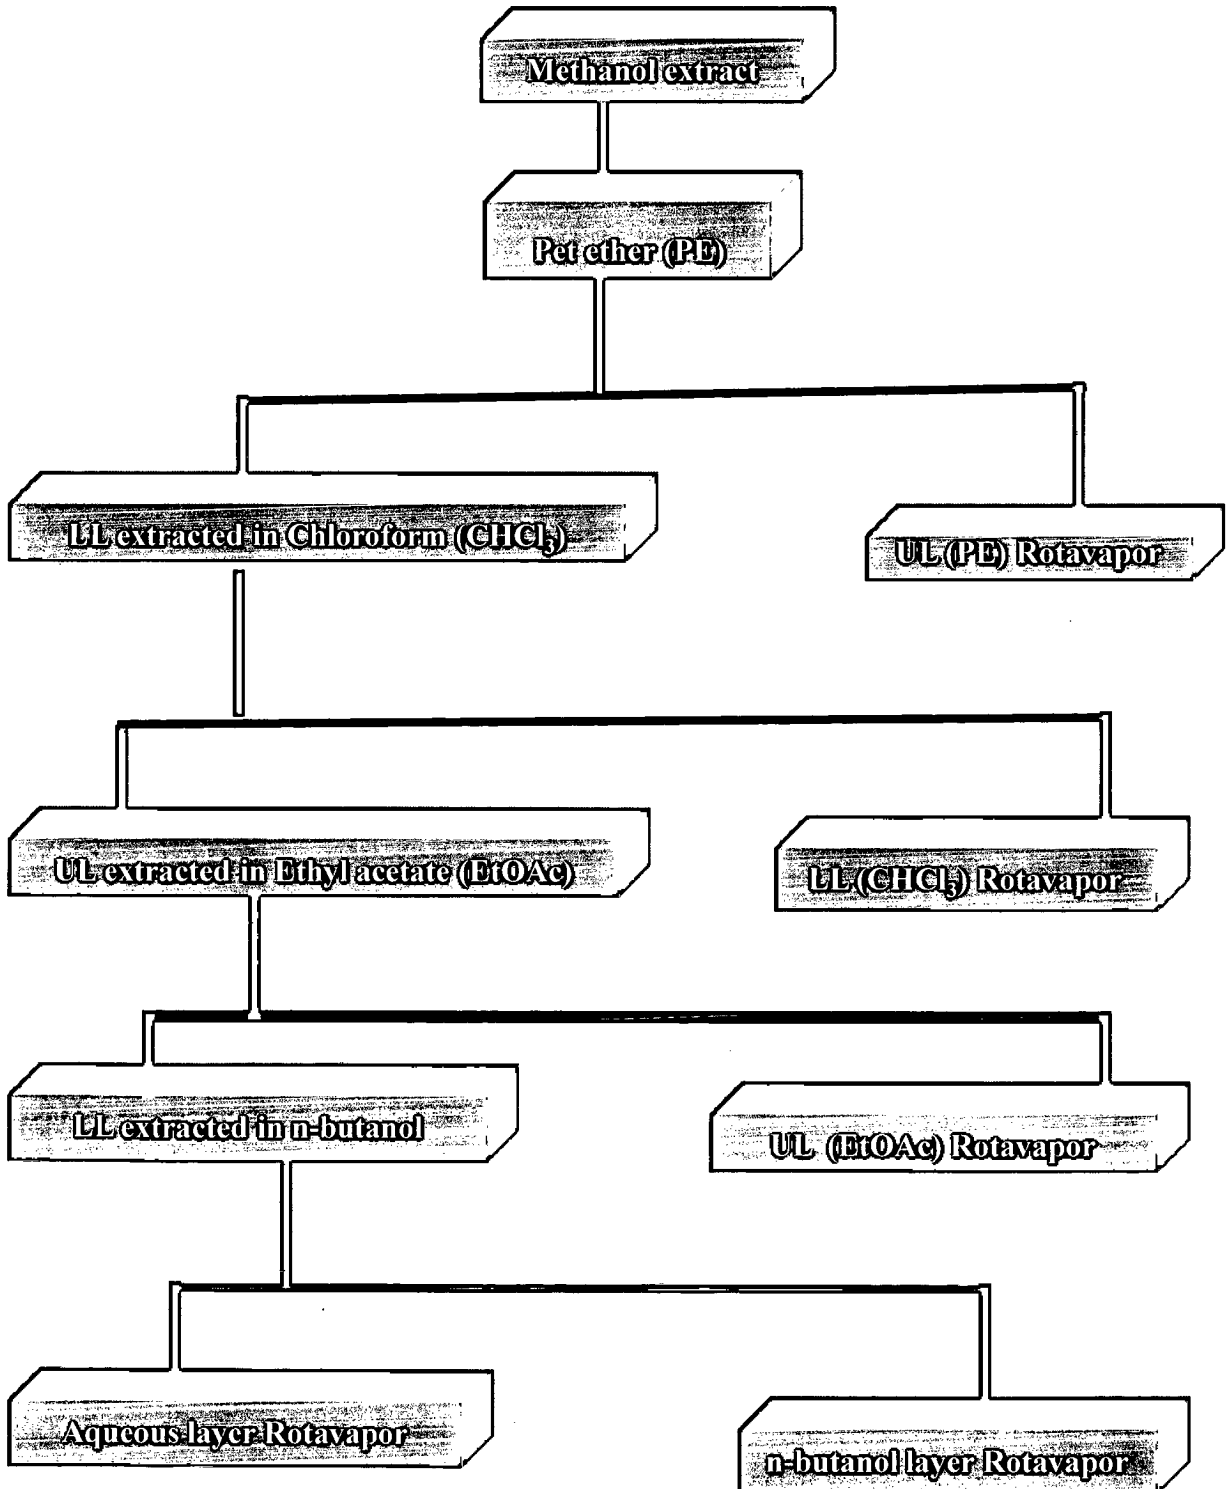 Methanol extract
Pet ether (PE)
LL extracted in Chloroform (CHCl₃)
UL (PE) Rotavapor
UL extracted in Ethyl acetate (EtOAc)
LL (CHCl₃) Rotavapor
LL extracted in n-butanol
UL (EtOAc) Rotavapor
Aqueous layer Rotavapor
n-butanol layer Rotavapor